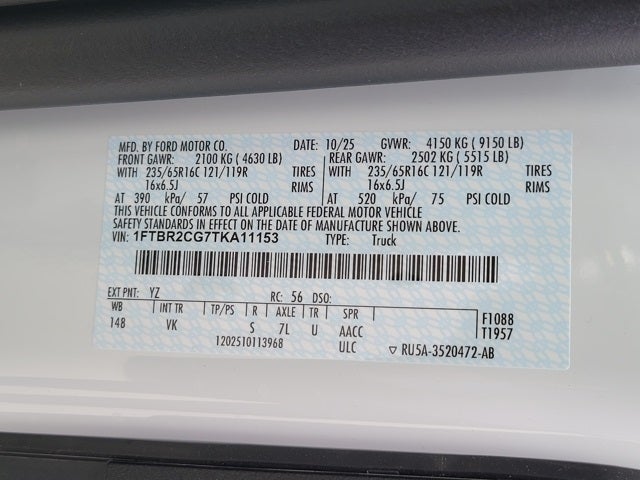 MFD. BY FORD MOTOR CO. 10/25 GVWR: 4150 KG ( 9150 LB)
FRONT GAWR: 2100 KG ( 4630 LB) REAR GAWR: 2502 KG ( 5515 LB)
WITH 235/65R16C 121/119R TIRES WITH 235/65R16C 121/119R TIRES
16x6.5J RIMS 16x6.5J RIMS
AT 390 kPa/ 57 PSI COLD AT 520 kPa/ 75 PSI COLD
THIS VEHICLE CONFORMS TO ALL APPLICABLE FEDERAL MOTOR VEHICLE
SAFETY STANDARDS IN EFFECT ON THE DATE OF MANUFACTURE SHOWN ABOVE.
VIN: 1FTBR2CG7TKA11153 TYPE: Truck
EXT PNT: YZ RC: 56 DSO:
WB INT TR TP/PS R AXLE TR SPR F1088
148 VK S 7L U AACC T1957
1202510113968 ULC ▽ RU5A-3520472-AB